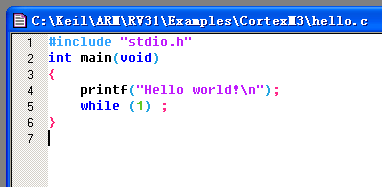 C:\Keil\ARM\RV31\Examples\CortexM3\hello.c
1 #include "stdio.h"
2 int main(void)
3 {
4     printf("Hello world!\n");
5     while (1) ;
6 }
7